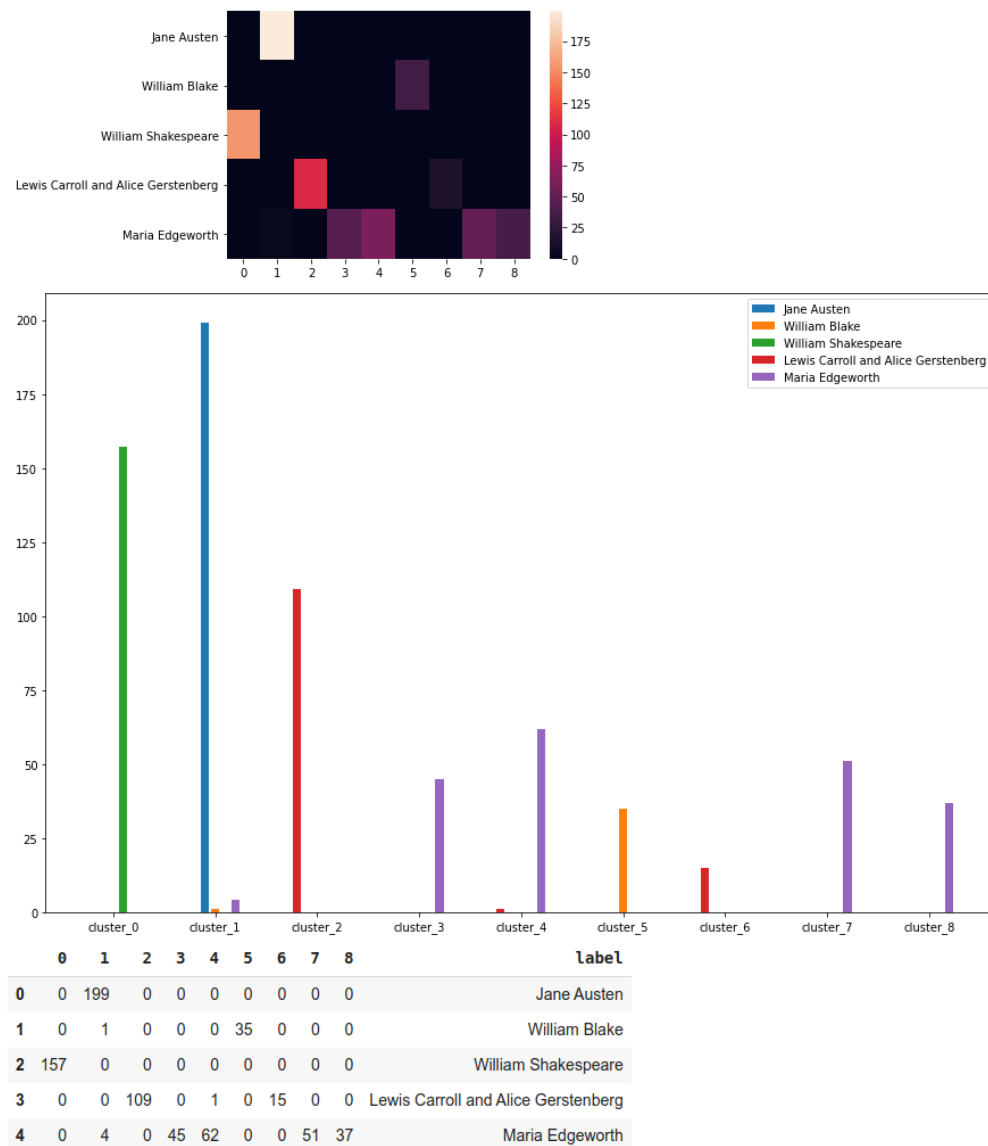 Jane Austen
William Blake
William Shakespeare
Lewis Carroll and Alice Gerstenberg
Maria Edgeworth
0 1 2 3 4 5 6 7 8
175
150
125
100
75
50
25
0
200
175
150
125
100
75
50
25
0
Jane Austen
William Blake
William Shakespeare
Lewis Carroll and Alice Gerstenberg
Maria Edgeworth
cluster_0 cluster_1 cluster_2 cluster_3 cluster_4 cluster_5 cluster_6 cluster_7 cluster_8
0 1 2 3 4 5 6 7 8 label
0 0 199 0 0 0 0 0 0 0 Jane Austen
1 0 1 0 0 0 35 0 0 0 William Blake
2 157 0 0 0 0 0 0 0 0 William Shakespeare
3 0 0 109 0 1 0 15 0 0 Lewis Carroll and Alice Gerstenberg
4 0 4 0 45 62 0 0 51 37 Maria Edgeworth